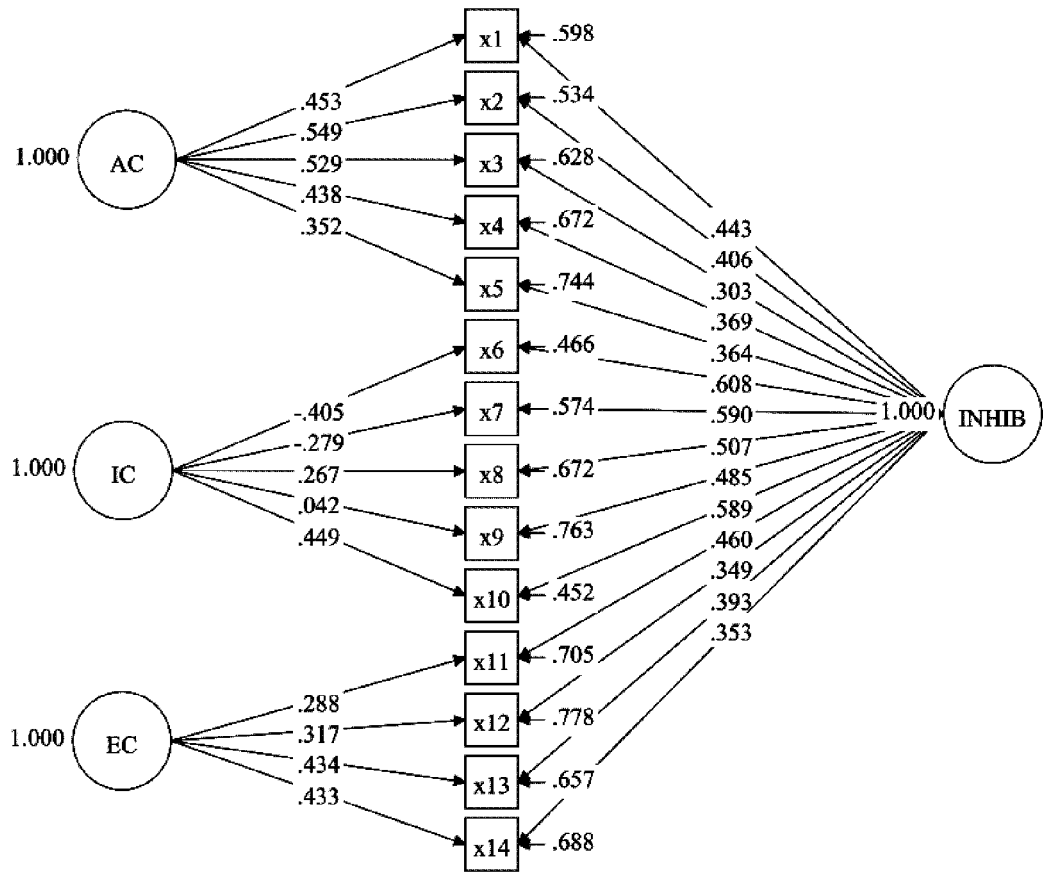 x1
.598
x2
.534
.453
.549
1.000
AC
.529
x3
.628
.438
.352
x4
.672
.443
.406
x5
.744
.303
.369
x6
.466
.364
.608
-.405
x7
.574
.590
1.000
INHIB
-.279
.507
1.000
IC
.267
x8
.672
.485
.042
.449
x9
.763
.589
.460
x10
.452
.349
.393
x11
.705
.353
.288
x12
.778
.317
1.000
EC
.434
x13
.657
.433
x14
.688